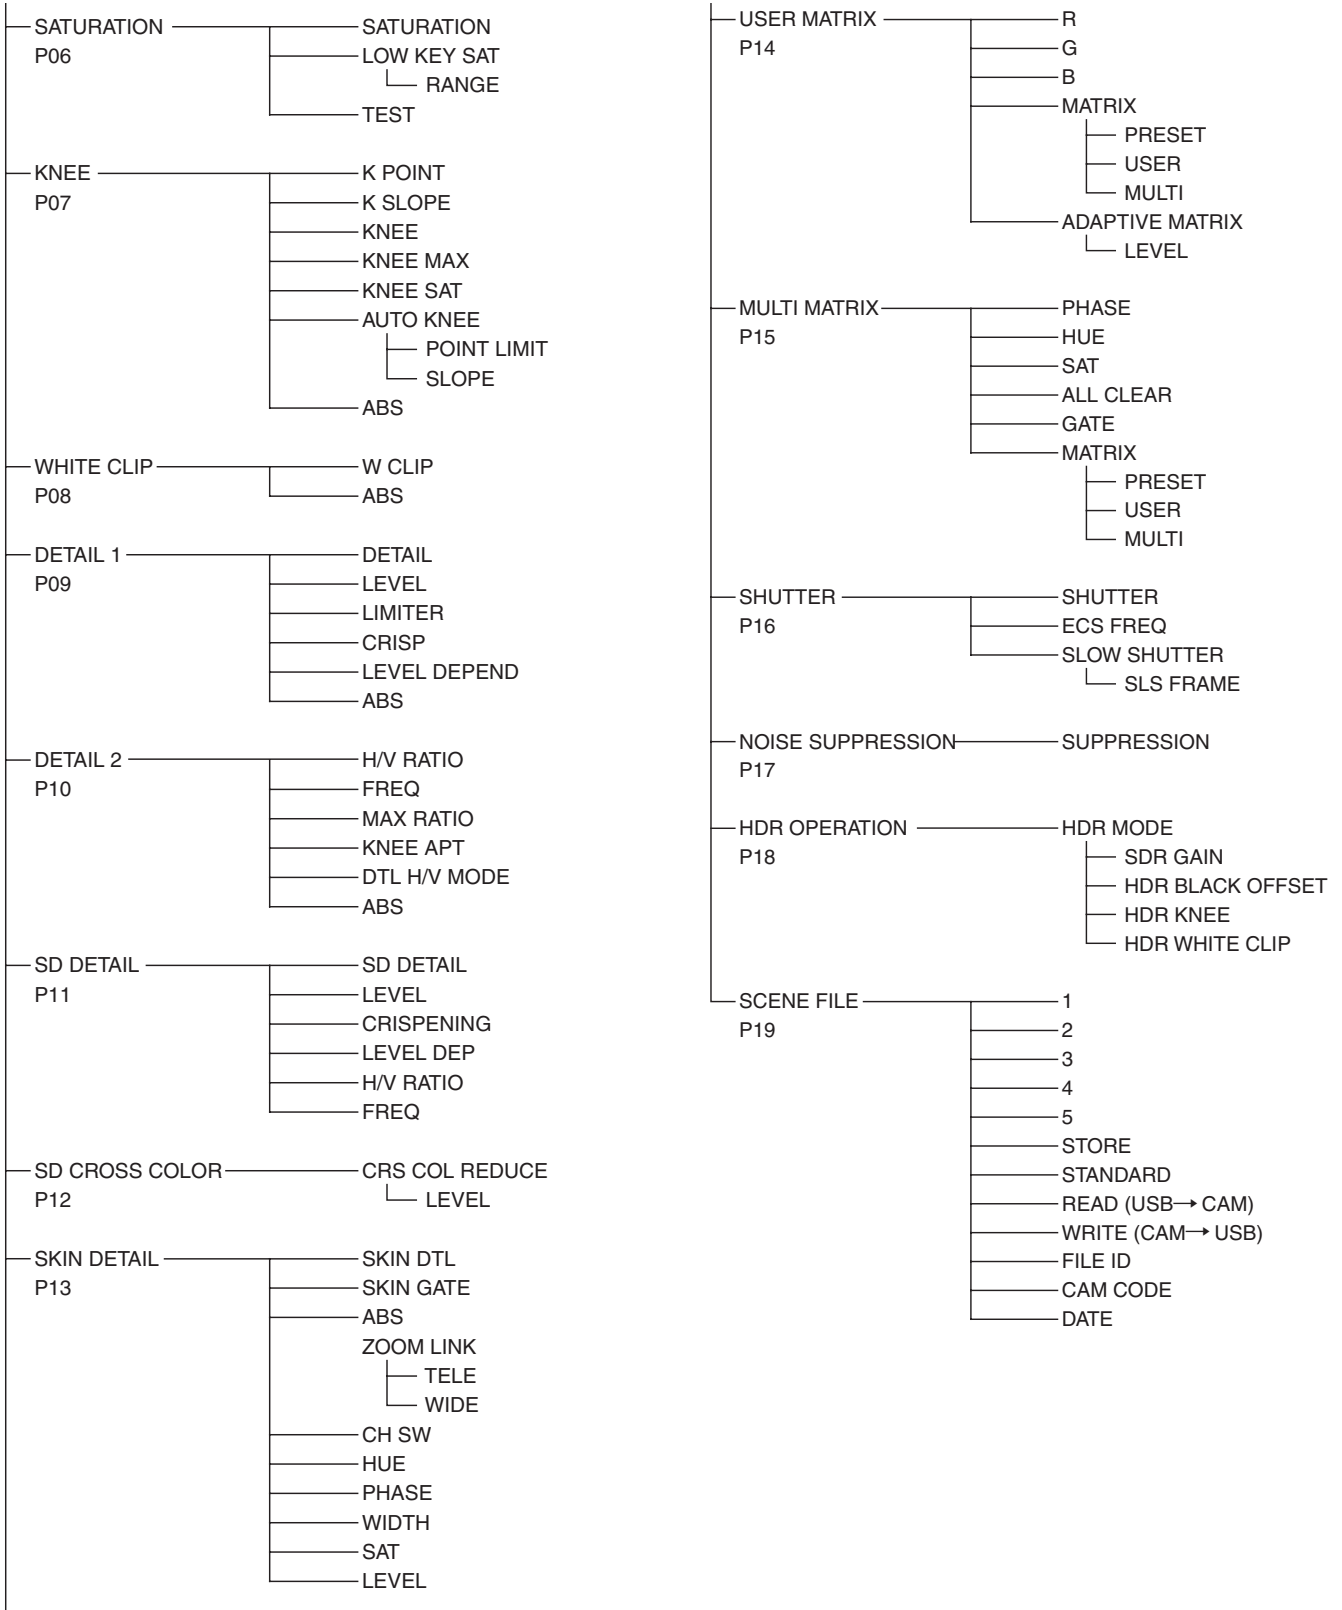 SATURATION
P06
SATURATION
LOW KEY SAT
RANGE
TEST
KNEE
P07
K POINT
K SLOPE
KNEE
KNEE MAX
KNEE SAT
AUTO KNEE
POINT LIMIT
SLOPE
ABS
WHITE CLIP
P08
W CLIP
ABS
DETAIL 1
P09
DETAIL
LEVEL
LIMITER
CRISP
LEVEL DEPEND
ABS
DETAIL 2
P10
H/V RATIO
FREQ
MAX RATIO
KNEE APT
DTL H/V MODE
ABS
SD DETAIL
P11
SD DETAIL
LEVEL
CRISPENING
LEVEL DEP
H/V RATIO
FREQ
SD CROSS COLOR
P12
CRS COL REDUCE
LEVEL
SKIN DETAIL
P13
SKIN DTL
SKIN GATE
ABS
ZOOM LINK
TELE
WIDE
CH SW
HUE
PHASE
WIDTH
SAT
LEVEL
USER MATRIX
P14
R
G
B
MATRIX
PRESET
USER
MULTI
ADAPTIVE MATRIX
LEVEL
MULTI MATRIX
P15
PHASE
HUE
SAT
ALL CLEAR
GATE
MATRIX
PRESET
USER
MULTI
SHUTTER
P16
SHUTTER
ECS FREQ
SLOW SHUTTER
SLS FRAME
NOISE SUPPRESSION
P17
SUPPRESSION
HDR OPERATION
P18
HDR MODE
SDR GAIN
HDR BLACK OFFSET
HDR KNEE
HDR WHITE CLIP
SCENE FILE
P19
1
2
3
4
5
STORE
STANDARD
READ (USB→ CAM)
WRITE (CAM→ USB)
FILE ID
CAM CODE
DATE